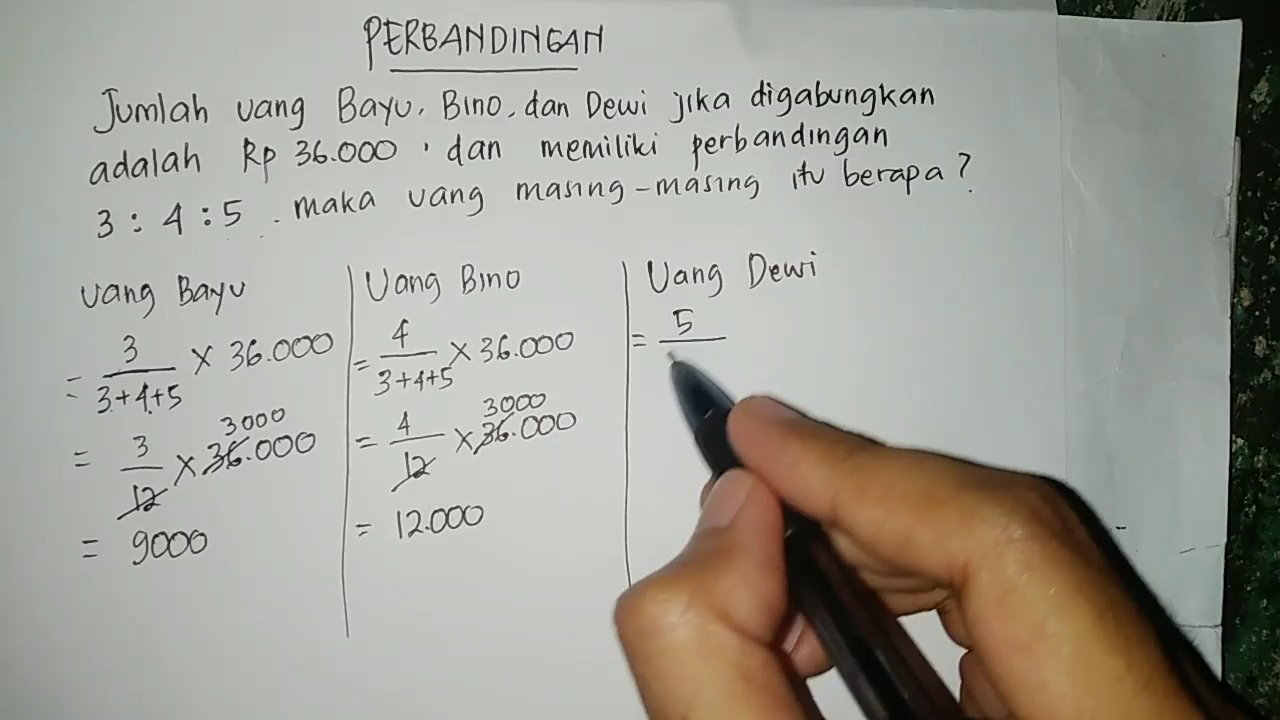 PERBANDINGAN
Jumlah uang Bayu, Bino, dan Dewi jika digabungkan
adalah Rp 36.000, dan memiliki perbandingan
3 : 4 : 5. maka uang masing-masing itu berapa?
Uang Bayu
= 3/(3+4+5) × 36.000
3000
= 3/12 × 36.000
= 9000
Uang Bino
= 4/(3+4+5) × 36.000
3000
= 4/12 × 36.000
= 12.000
Uang Dewi
= 5/